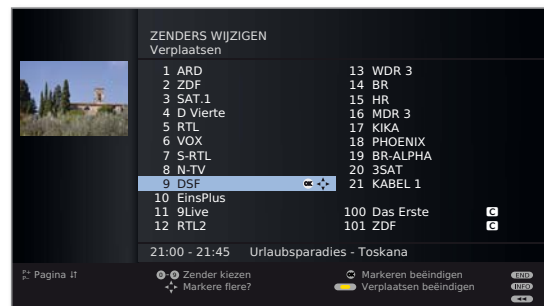 ZENDERS WIJZIGEN
Verplaatsen
1 ARD
2 ZDF
3 SAT.1
4 D Vierte
5 RTL
6 VOX
7 S-RTL
8 N-TV
9 DSF OK
10 EinsPlus
11 9Live
12 RTL2
13 WDR 3
14 BR
15 HR
16 MDR 3
17 KIKA
18 PHOENIX
19 BR-ALPHA
20 3SAT
21 KABEL 1
100 Das Erste C
101 ZDF C
21:00 - 21:45 Urlaubsparadies - Toskana
P+ P- Pagina
0-9 Zender kiezen
Markere flere?
OK Markeren beëindigen
Verplaatsen beëindigen
END
INFO